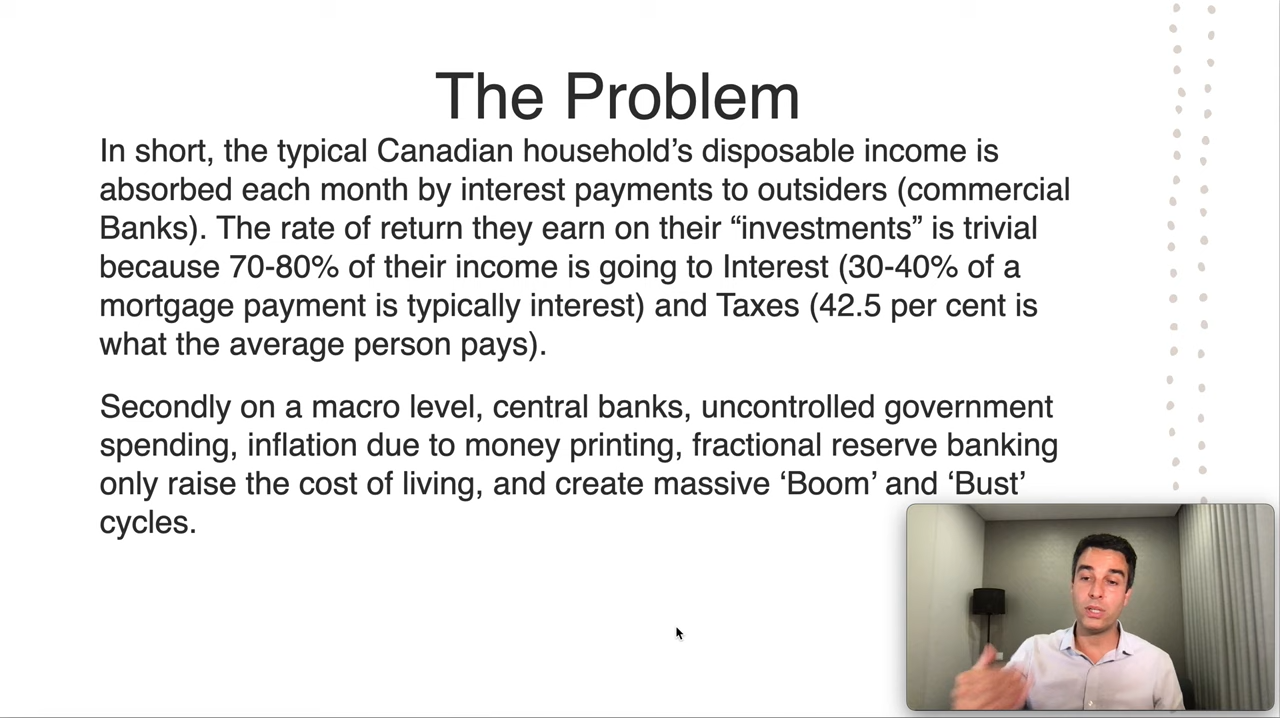 The Problem
In short, the typical Canadian household’s disposable income is
absorbed each month by interest payments to outsiders (commercial
Banks). The rate of return they earn on their “investments” is trivial
because 70-80% of their income is going to Interest (30-40% of a
mortgage payment is typically interest) and Taxes (42.5 per cent is
what the average person pays).
Secondly on a macro level, central banks, uncontrolled government
spending, inflation due to money printing, fractional reserve banking
only raise the cost of living, and create massive ‘Boom’ and ‘Bust’
cycles.